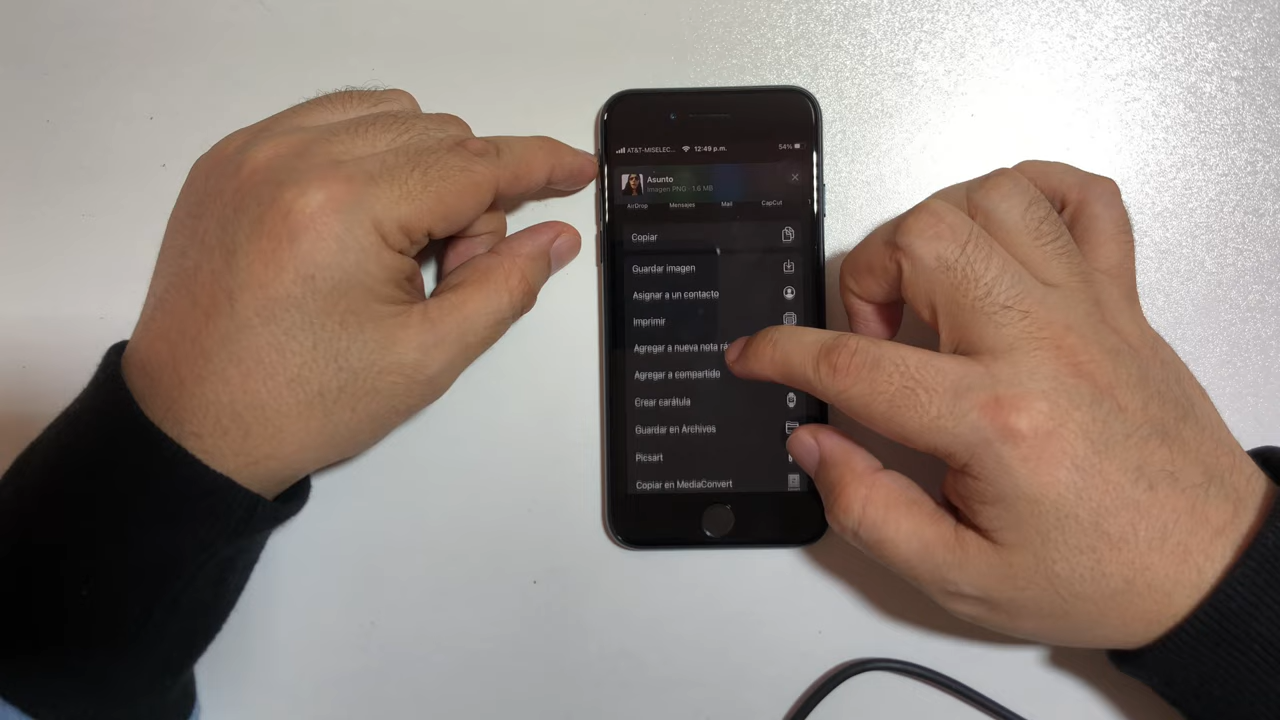 AT&T-MISELEC... 12:49 p.m. 54%
Asunto
Imagen PNG · 1.6 MB
AirDrop Mensajes Mail CapCut
Copiar
Guardar imagen
Asignar a un contacto
Imprimir
Agregar a nueva nota rá
Agregar a compartido
Crear carátula
Guardar en Archivos
Picsart
Copiar en MediaConvert